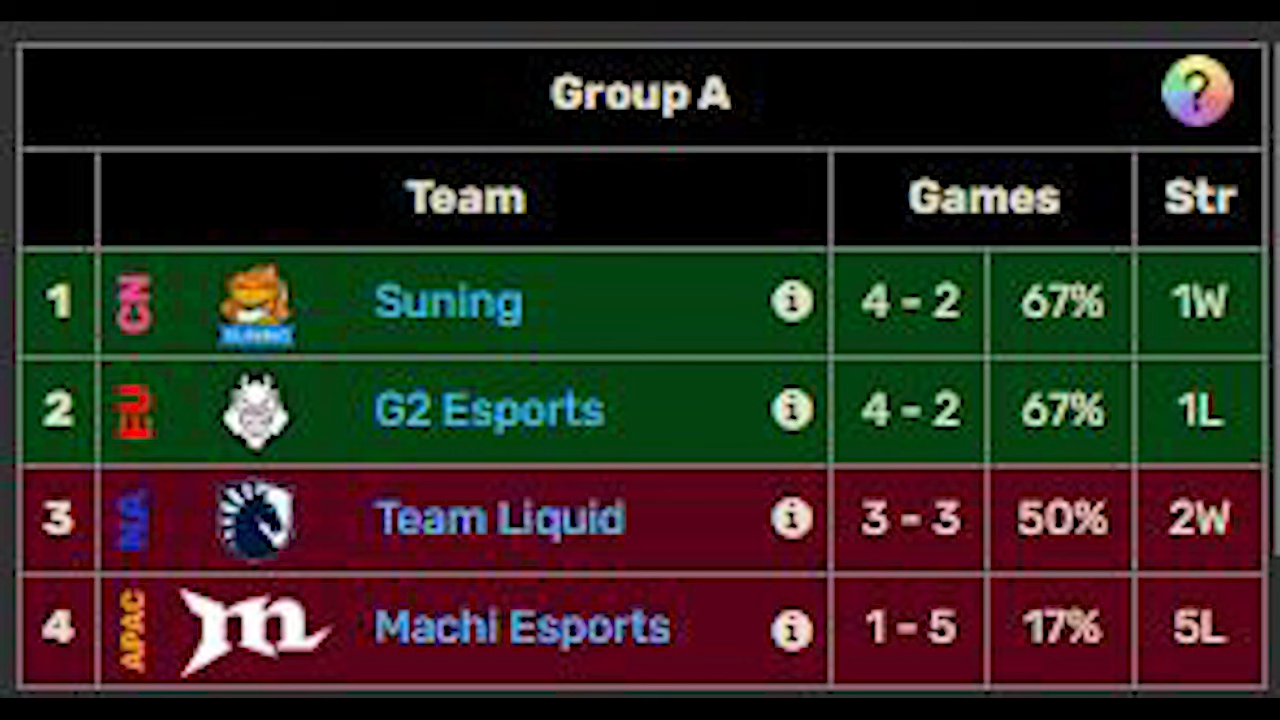 Group A ?
Team Games Str
1 CN SUNING Suning i 4 - 2 67% 1W
2 EU G2 Esports i 4 - 2 67% 1L
3 NA Team Liquid i 3 - 3 50% 2W
4 APAC m Machi Esports i 1 - 5 17% 5L